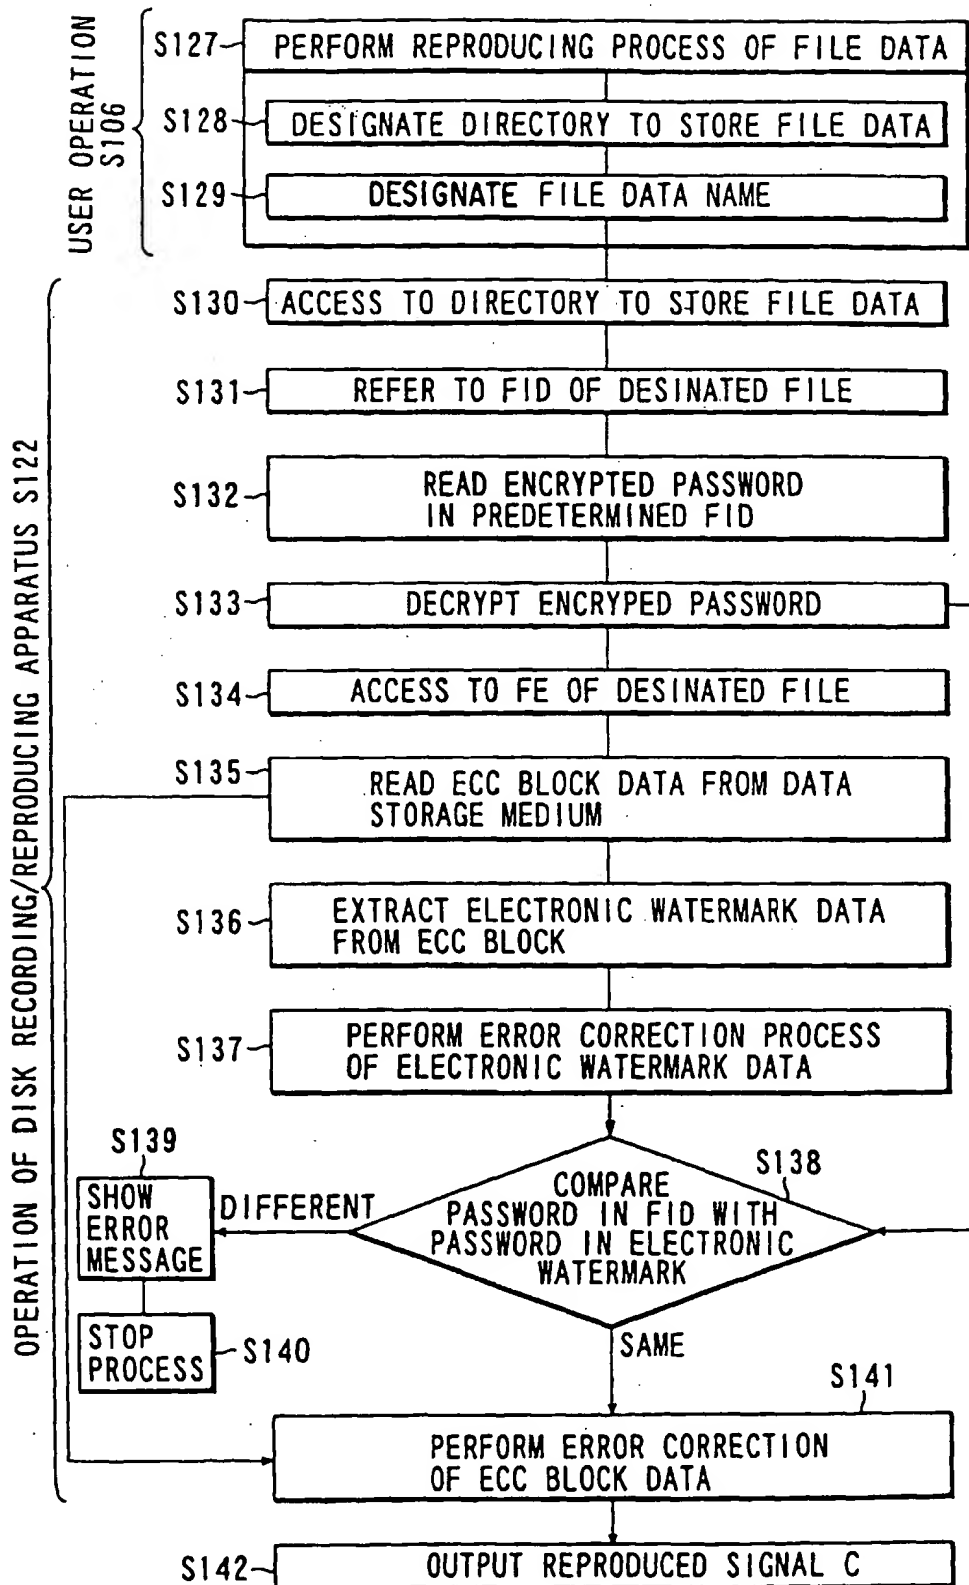 USER OPERATION
S106
S127
PERFORM REPRODUCING PROCESS OF FILE DATA
S128
DESIGNATE DIRECTORY TO STORE FILE DATA
S129
DESIGNATE FILE DATA NAME
OPERATION OF DISK RECORDING/REPRODUCING APPARATUS S122
S130
ACCESS TO DIRECTORY TO STORE FILE DATA
S131
REFER TO FID OF DESINATED FILE
S132
READ ENCRYPTED PASSWORD
IN PREDETERMINED FID
S133
DECRYPT ENCRYPED PASSWORD
S134
ACCESS TO FE OF DESINATED FILE
S135
READ ECC BLOCK DATA FROM DATA
STORAGE MEDIUM
S136
EXTRACT ELECTRONIC WATERMARK DATA
FROM ECC BLOCK
S137
PERFORM ERROR CORRECTION PROCESS
OF ELECTRONIC WATERMARK DATA
S138
COMPARE
PASSWORD IN FID WITH
PASSWORD IN ELECTRONIC
WATERMARK
DIFFERENT
S139
SHOW
ERROR
MESSAGE
STOP
PROCESS
S140
SAME
S141
PERFORM ERROR CORRECTION
OF ECC BLOCK DATA
S142
OUTPUT REPRODUCED SIGNAL C